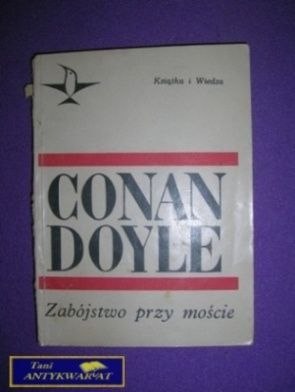 Książka i Wiedza
CONAN
DOYLE
Zabójstwo przy moście
Tani
ANTYKWARIAT